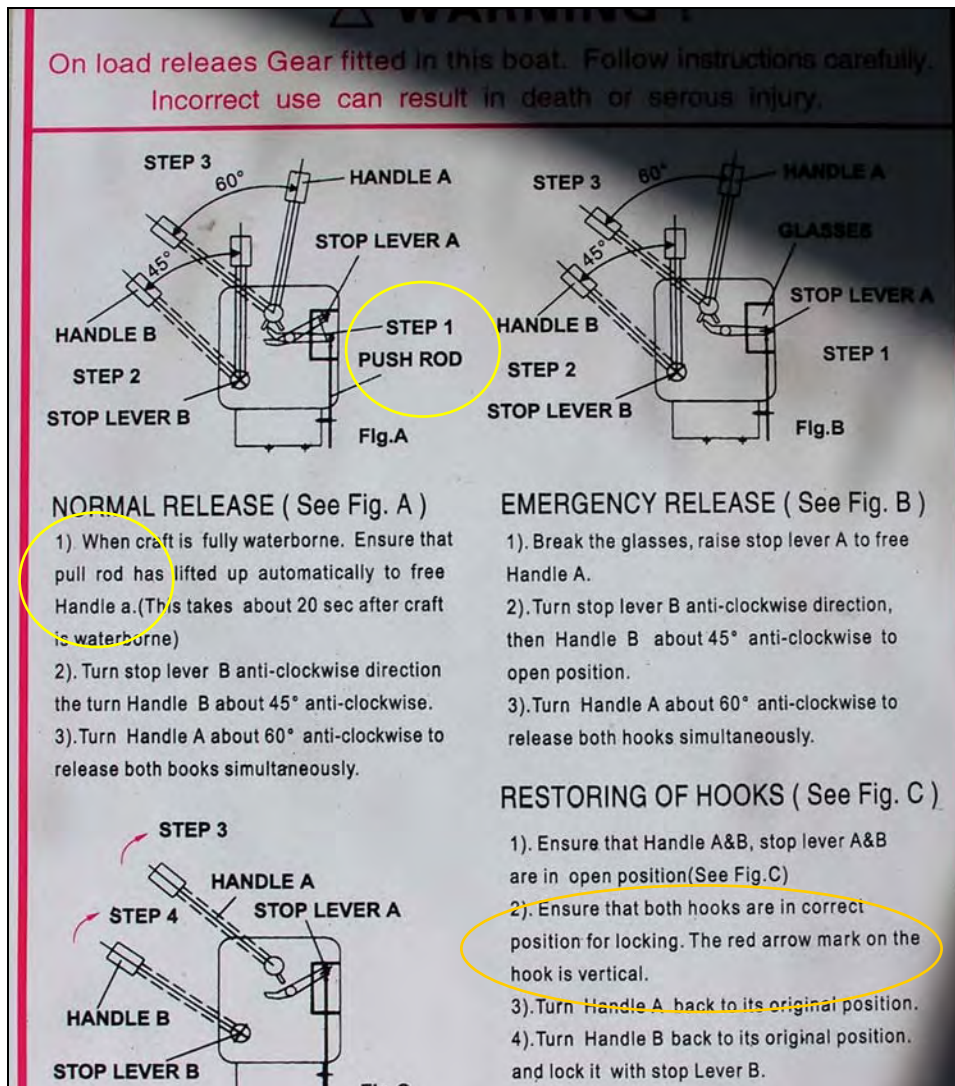 WARNING !
On load releaes Gear fitted in this boat. Follow instructions carefully.
Incorrect use can result in death or serous injury.
STEP 3
60°
HANDLE A
STOP LEVER A
45°
HANDLE B
STEP 1
PUSH ROD
STEP 2
STOP LEVER B
Fig.A
STEP 3
60°
HANDLE A
GLASSES
45°
STOP LEVER A
HANDLE B
STEP 1
STEP 2
STOP LEVER B
Fig.B
NORMAL RELEASE ( See Fig. A )
1). When craft is fully waterborne. Ensure that
pull rod has lifted up automatically to free
Handle a.(This takes about 20 sec after craft
is waterborne)
2). Turn stop lever B anti-clockwise direction
the turn Handle B about 45° anti-clockwise.
3).Turn Handle A about 60° anti-clockwise to
release both books simultaneously.
EMERGENCY RELEASE ( See Fig. B )
1). Break the glasses, raise stop lever A to free
Handle A.
2).Turn stop lever B anti-clockwise direction,
then Handle B about 45° anti-clockwise to
open position.
3).Turn Handle A about 60° anti-clockwise to
release both hooks simultaneously.
STEP 3
HANDLE A
STEP 4
STOP LEVER A
HANDLE B
STOP LEVER B
RESTORING OF HOOKS ( See Fig. C )
1). Ensure that Handle A&B, stop lever A&B
are in open position(See Fig.C)
2). Ensure that both hooks are in correct
position for locking. The red arrow mark on the
hook is vertical.
3).Turn Handle A back to its original position.
4).Turn Handle B back to its original position.
and lock it with stop Lever B.